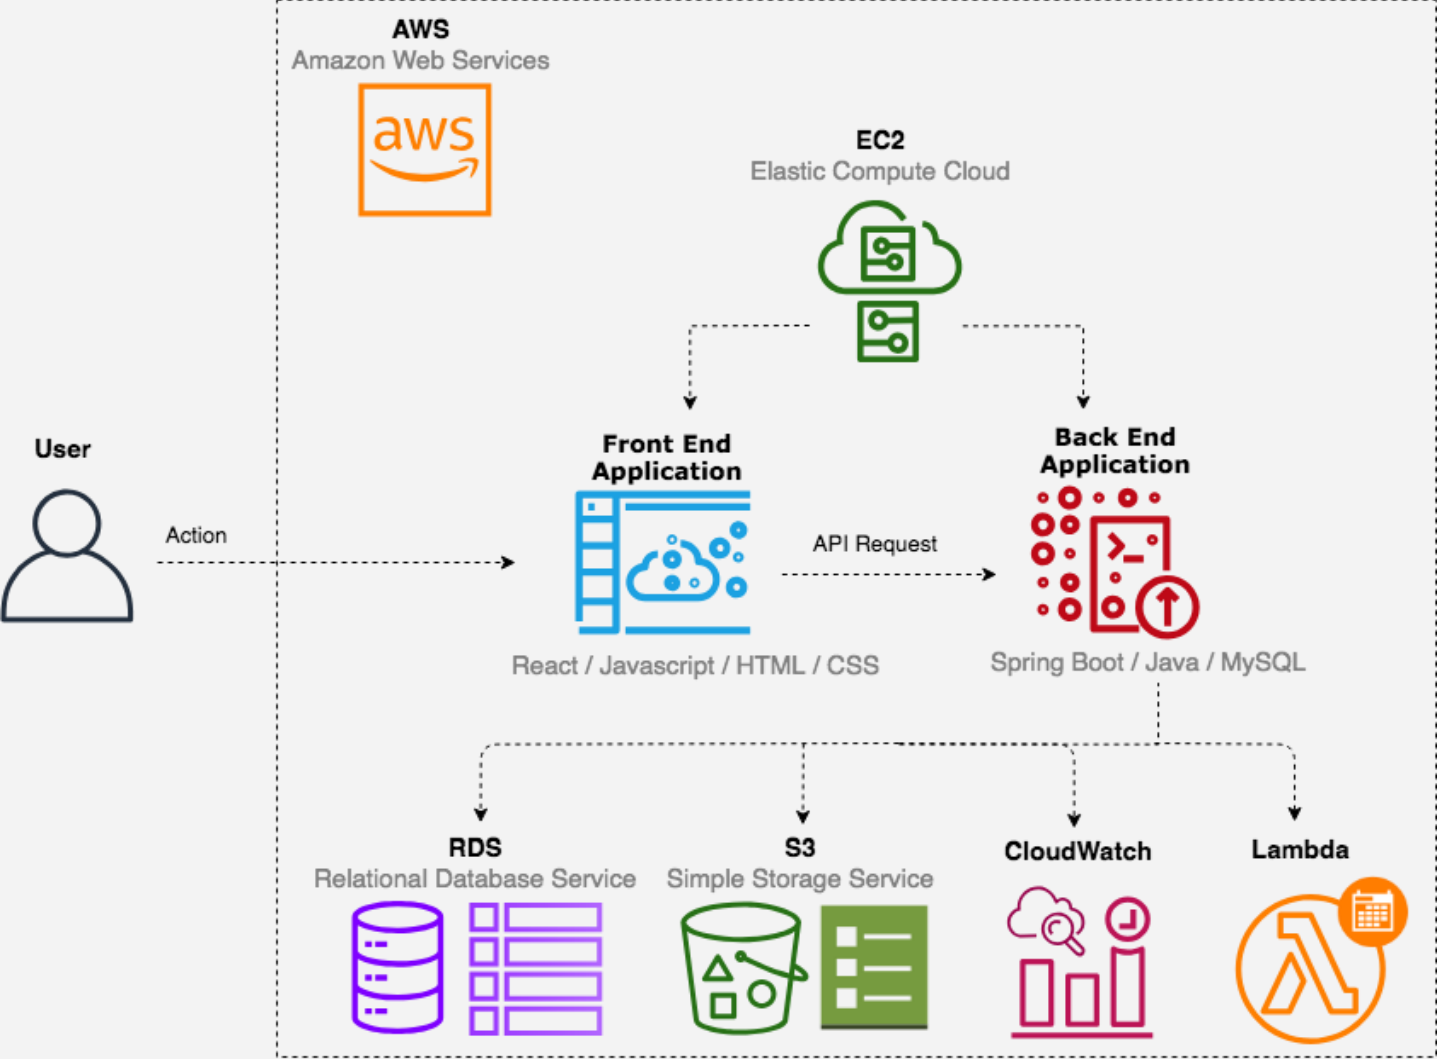 AWS
Amazon Web Services
aws
EC2
Elastic Compute Cloud
User
Action
Front End
Application
React / Javascript / HTML / CSS
API Request
Back End
Application
Spring Boot / Java / MySQL
RDS
Relational Database Service
S3
Simple Storage Service
CloudWatch
Lambda